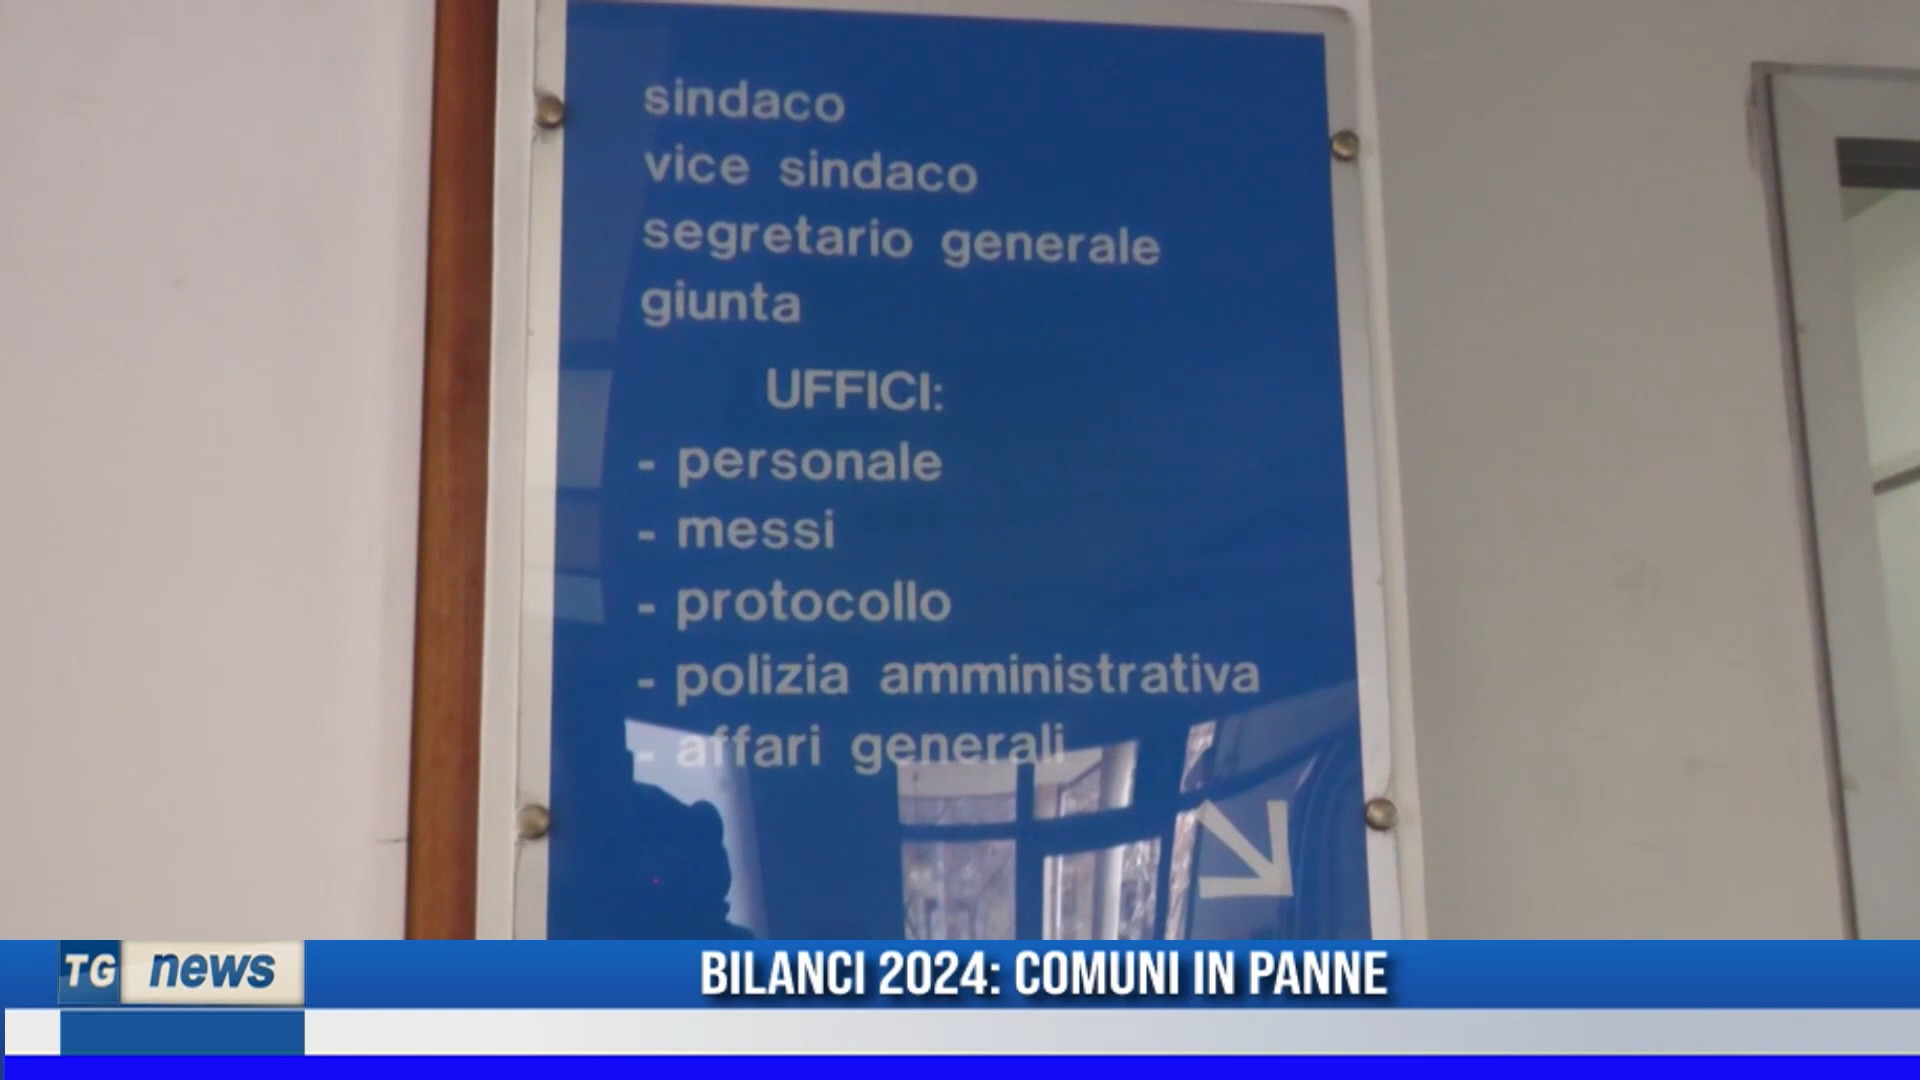 sindaco
vice sindaco
segretario generale
giunta
UFFICI:
- personale
- messi
- protocollo
- polizia amministrativa
- affari generali
TG news
BILANCI 2024: COMUNI IN PANNE